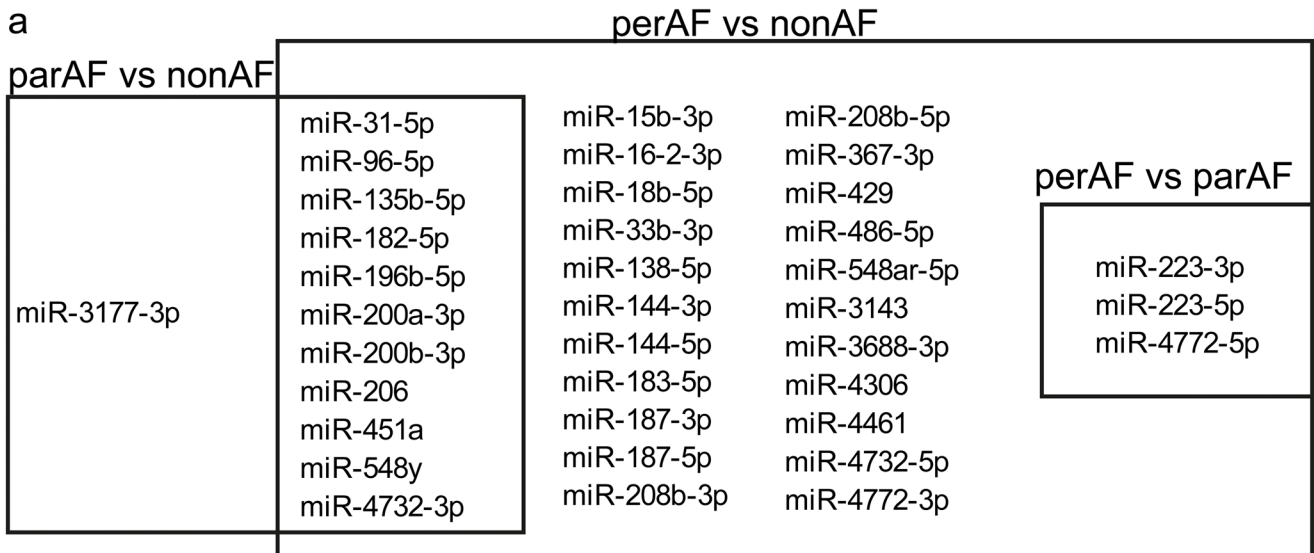 a
perAF vs nonAF
parAF vs nonAF
miR-3177-3p
miR-31-5p
miR-96-5p
miR-135b-5p
miR-182-5p
miR-196b-5p
miR-200a-3p
miR-200b-3p
miR-206
miR-451a
miR-548y
miR-4732-3p
miR-15b-3p
miR-16-2-3p
miR-18b-5p
miR-33b-3p
miR-138-5p
miR-144-3p
miR-144-5p
miR-183-5p
miR-187-3p
miR-187-5p
miR-208b-3p
miR-208b-5p
miR-367-3p
miR-429
miR-486-5p
miR-548ar-5p
miR-3143
miR-3688-3p
miR-4306
miR-4461
miR-4732-5p
miR-4772-3p
perAF vs parAF
miR-223-3p
miR-223-5p
miR-4772-5p